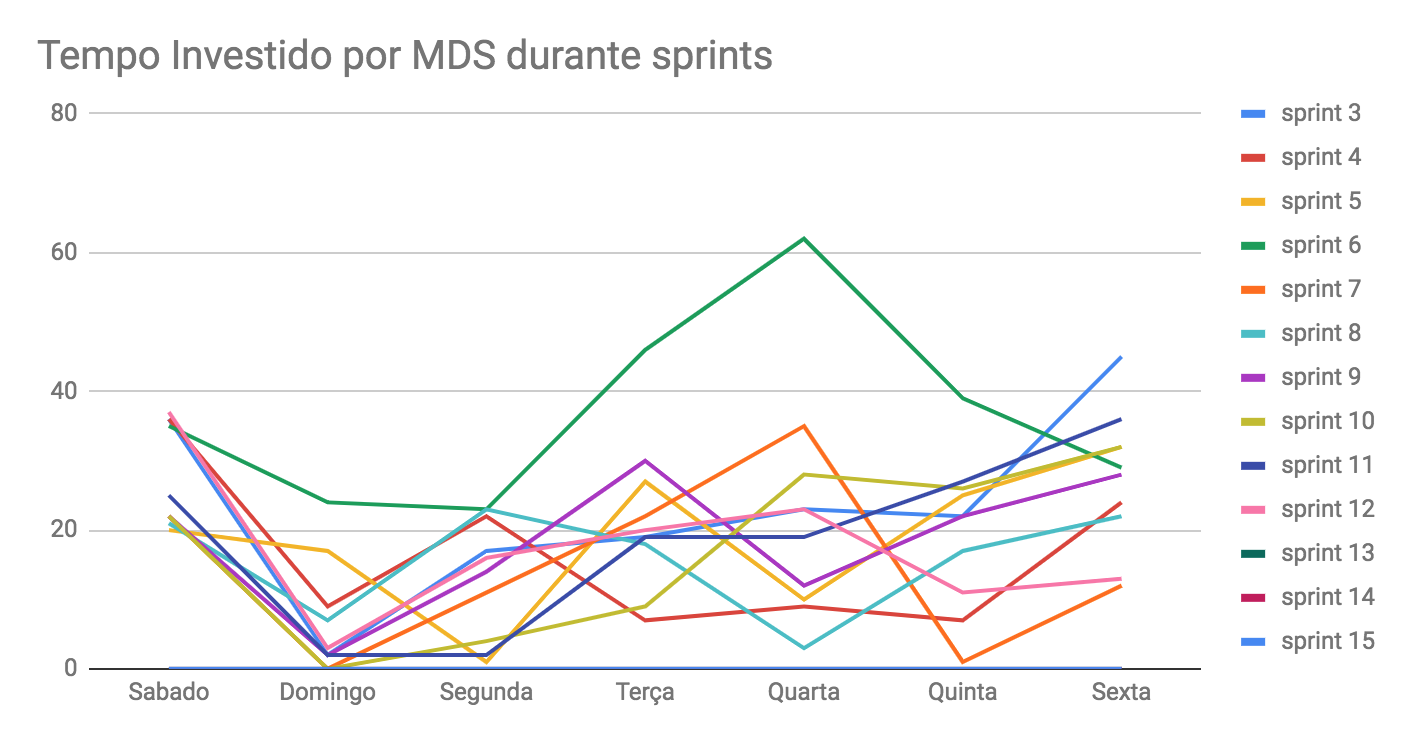 Tempo Investido por MDS durante sprints
80
60
40
20
0
Sabado
Domingo
Segunda
Terça
Quarta
Quinta
Sexta
sprint 3
sprint 4
sprint 5
sprint 6
sprint 7
sprint 8
sprint 9
sprint 10
sprint 11
sprint 12
sprint 13
sprint 14
sprint 15